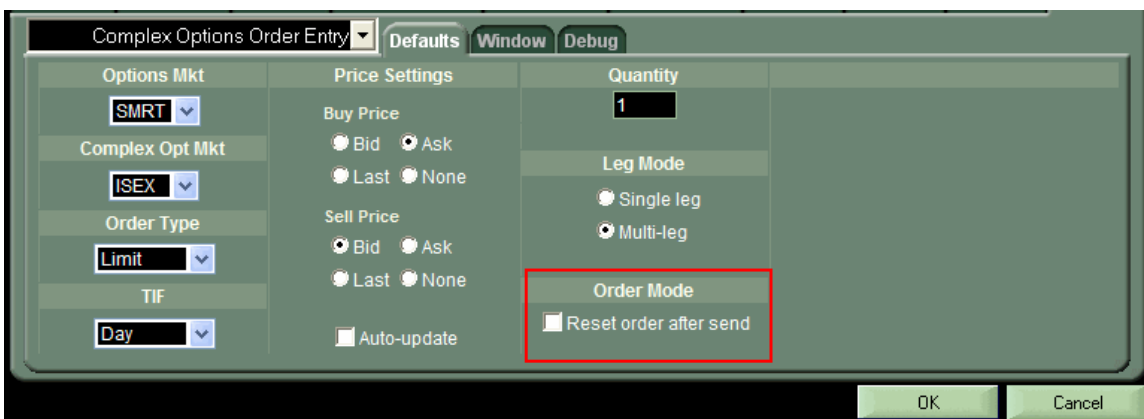 Complex Options Order Entry
Defaults
Window
Debug
Options Mkt
SMRT
Complex Opt Mkt
ISEX
Order Type
Limit
TIF
Day
Price Settings
Buy Price
Bid Ask
Last None
Sell Price
Bid Ask
Last None
Auto-update
Quantity
1
Leg Mode
Single leg
Multi-leg
Order Mode
Reset order after send
OK
Cancel